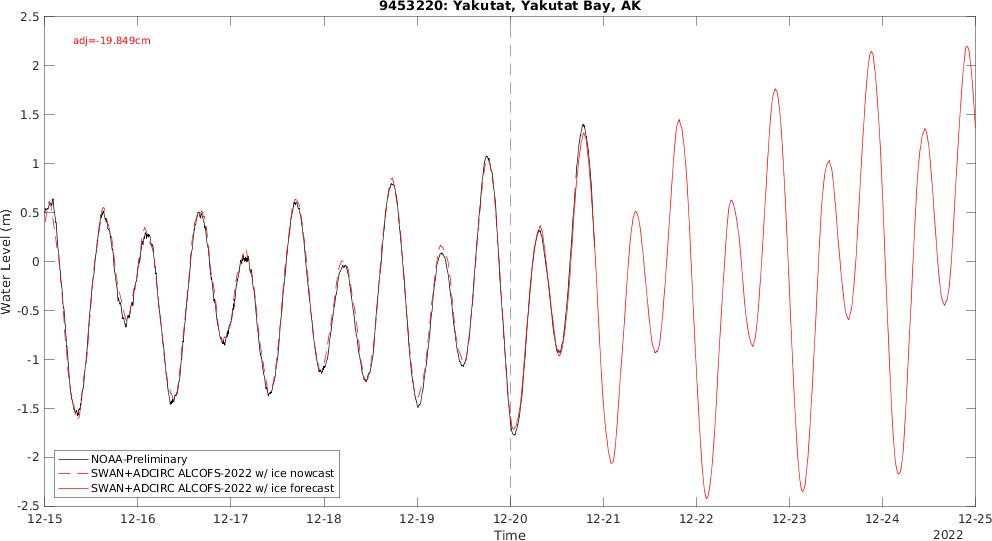 9453220: Yakutat, Yakutat Bay, AK
adj=-19.849cm
2.5
2
1.5
1
0.5
0
-0.5
-1
-1.5
-2
-2.5
Water Level (m)
NOAA-Preliminary
SWAN+ADCIRC ALCOFS-2022 w/ ice nowcast
SWAN+ADCIRC ALCOFS-2022 w/ ice forecast
12-15 12-16 12-17 12-18 12-19 12-20 12-21 12-22 12-23 12-24 12-25
Time
2022